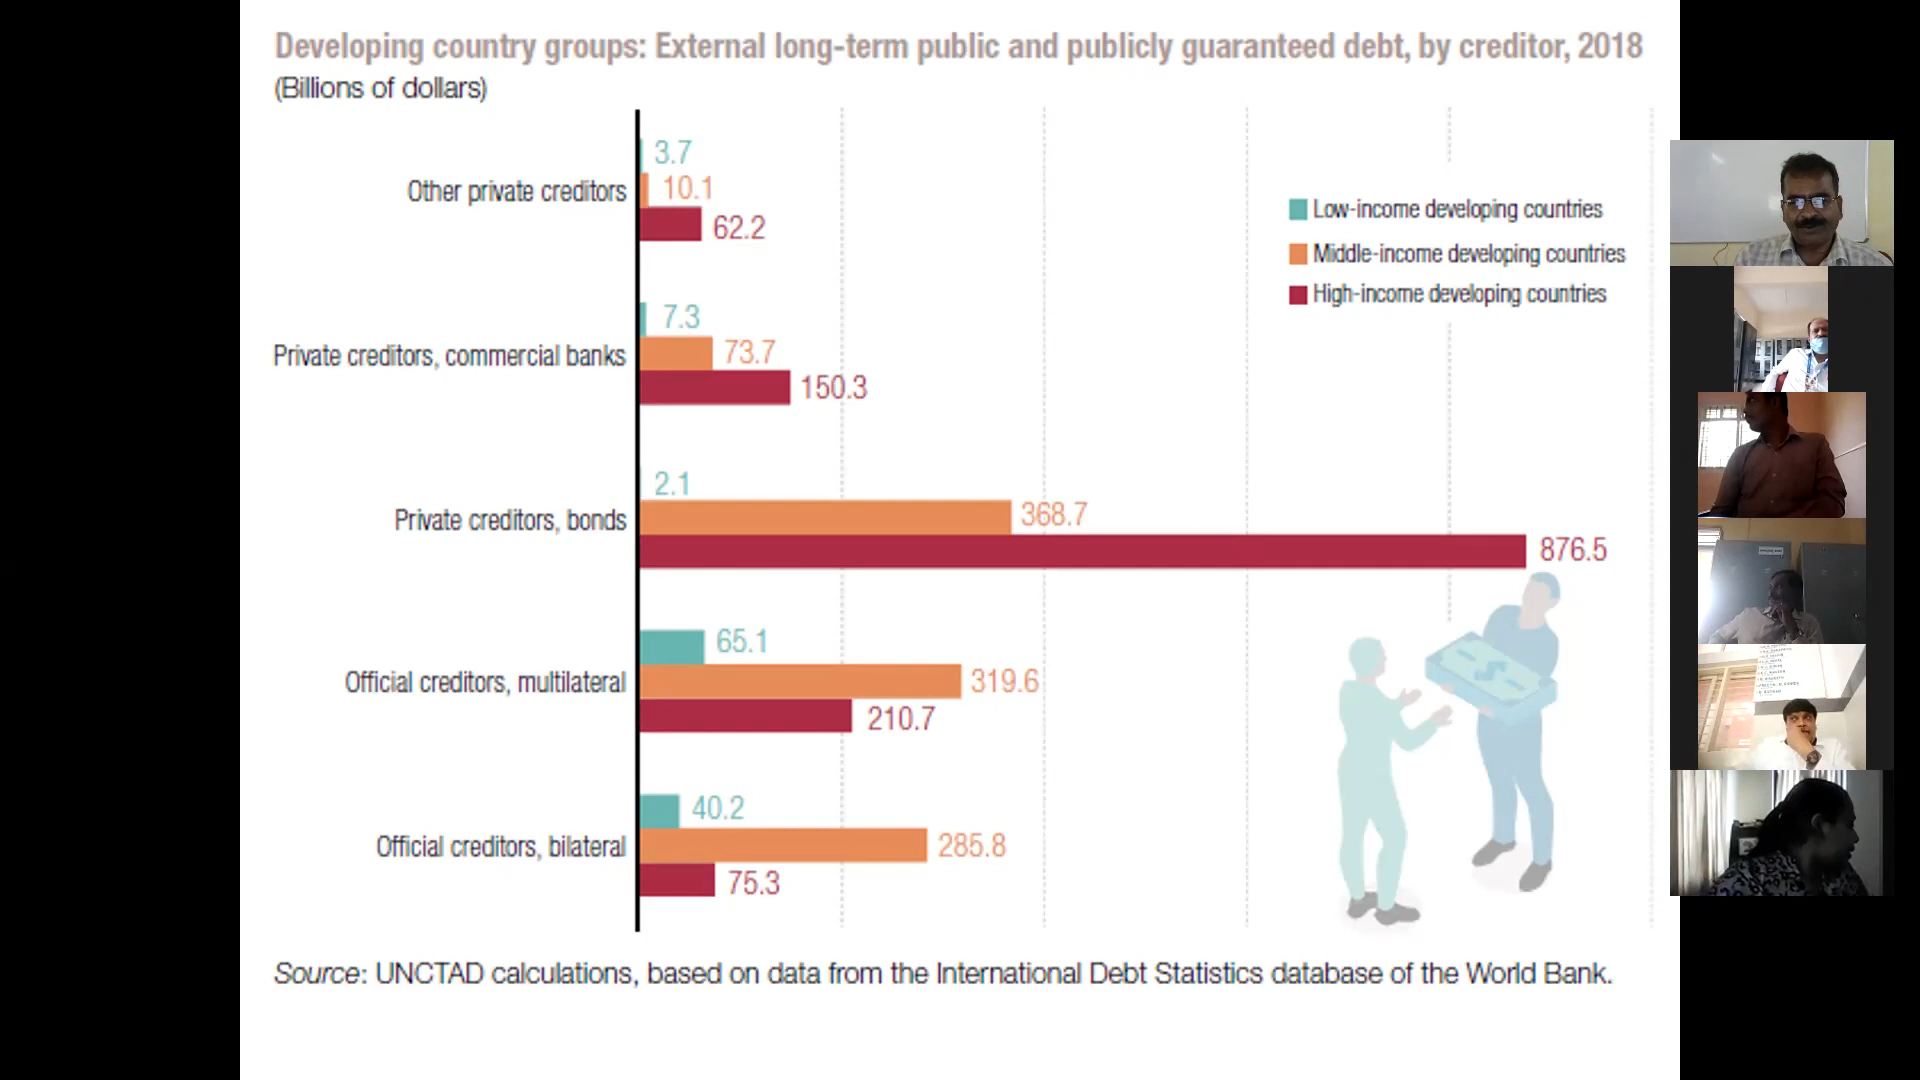 Developing country groups: External long-term public and publicly guaranteed debt, by creditor, 2018
(Billions of dollars)
Other private creditors
3.7
10.1
62.2
Low-income developing countries
Middle-income developing countries
High-income developing countries
Private creditors, commercial banks
7.3
73.7
150.3
Private creditors, bonds
2.1
368.7
876.5
Official creditors, multilateral
65.1
319.6
210.7
Official creditors, bilateral
40.2
285.8
75.3
Source: UNCTAD calculations, based on data from the International Debt Statistics database of the World Bank.